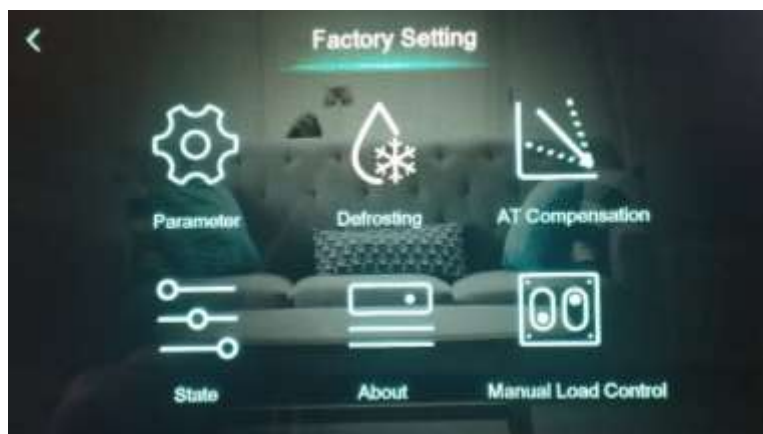 Factory Setting
Parameter
Defrosting
AT Compensation
State
About
Manual Load Control